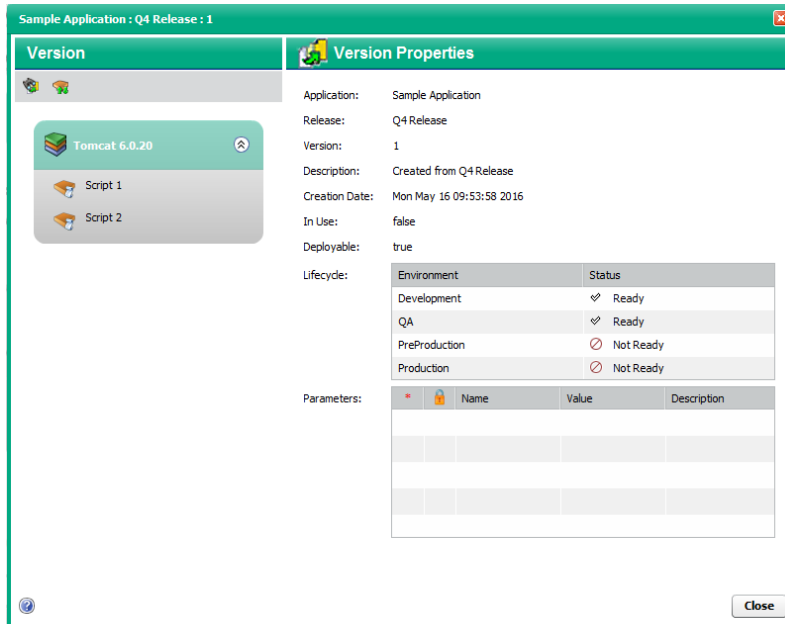 Sample Application : Q4 Release : 1
Version
Version Properties
Tomcat 6.0.20
Script 1
Script 2
Application: Sample Application
Release: Q4 Release
Version: 1
Description: Created from Q4 Release
Creation Date: Mon May 16 09:53:58 2016
In Use: false
Deployable: true
Lifecycle:
Environment Status
Development Ready
QA Ready
PreProduction Not Ready
Production Not Ready
Parameters:
* Name Value Description
Close